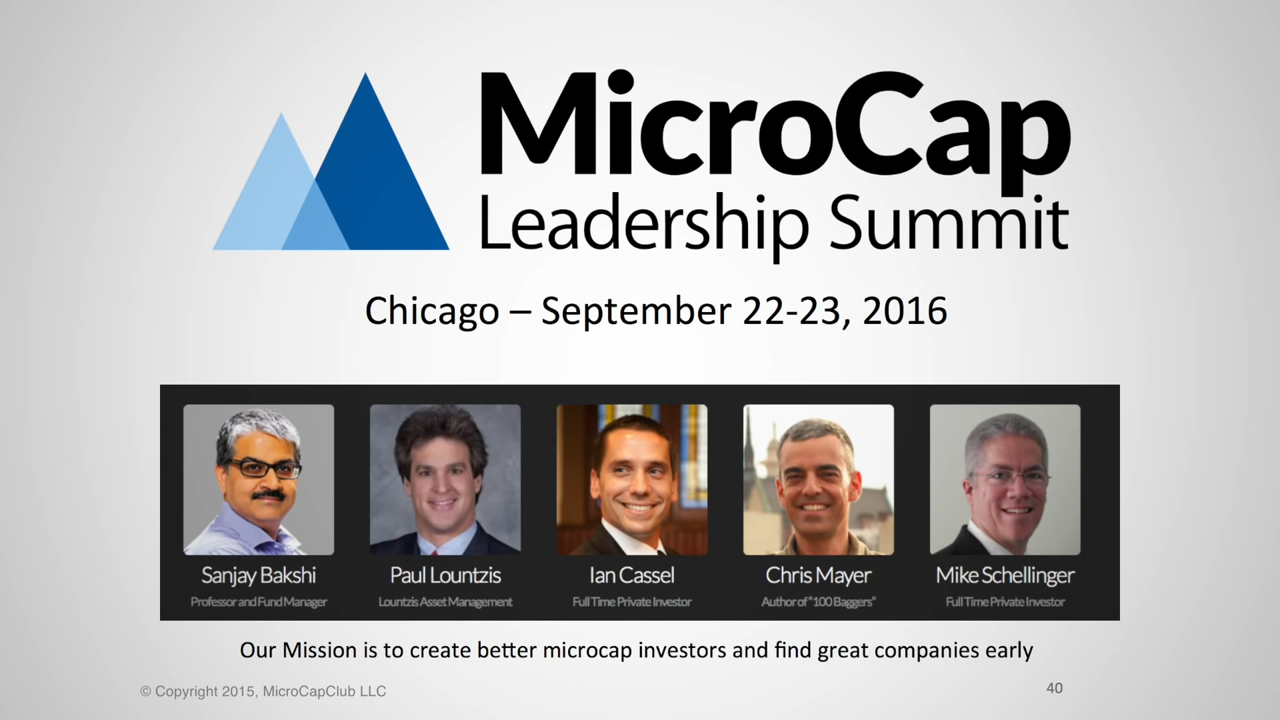 MicroCap
Leadership Summit
Chicago – September 22-23, 2016
Sanjay Bakshi
Professor and Fund Manager
Paul Lountzis
Lountzis Asset Management
Ian Cassel
Full Time Private Investor
Chris Mayer
Author of "100 Baggers"
Mike Schellinger
Full Time Private Investor
Our Mission is to create better microcap investors and find great companies early
© Copyright 2015, MicroCapClub LLC
40